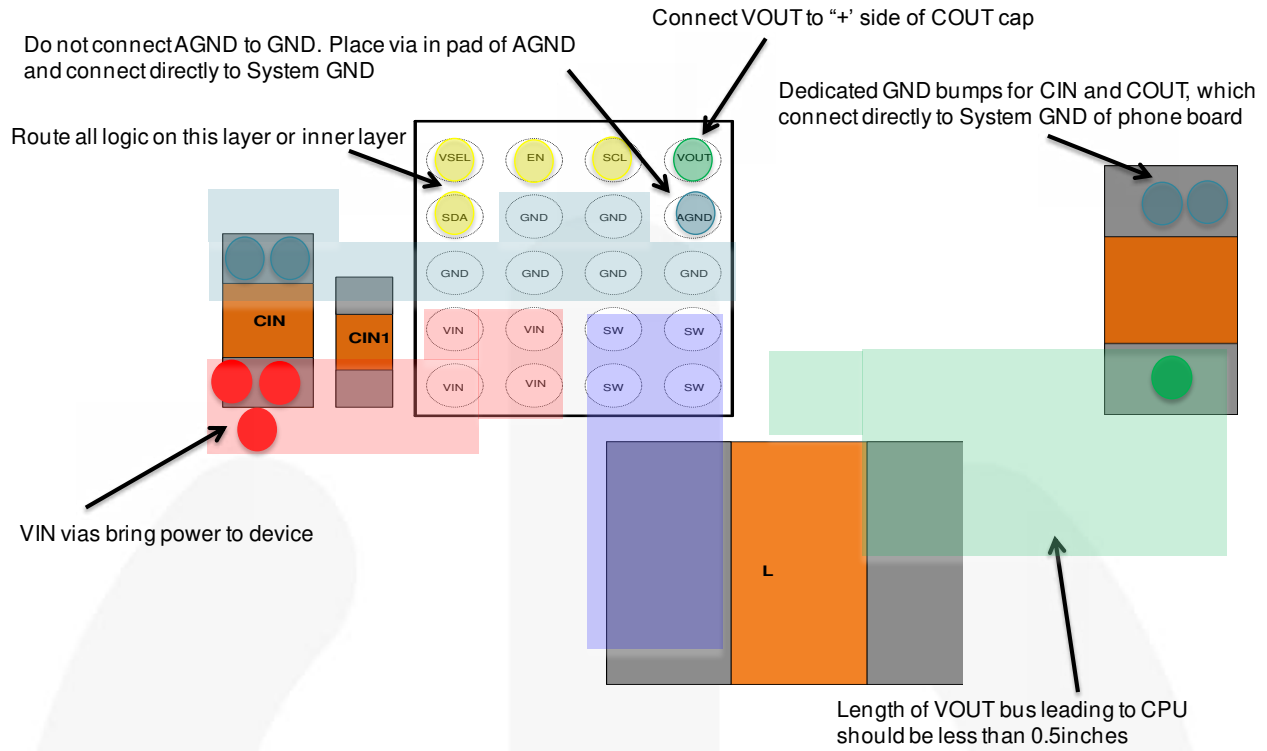 Connect VOUT to “+’ side of COUT cap
Do not connect AGND to GND. Place via in pad of AGND
and connect directly to System GND
Dedicated GND bumps for CIN and COUT, which
connect directly to System GND of phone board
Route all logic on this layer or inner layer
VSEL EN SCL VOUT
SDA GND GND AGND
GND GND GND GND
CIN
CIN1
VIN VIN SW SW
VIN VIN SW SW
VIN vias bring power to device
L
Length of VOUT bus leading to CPU
should be less than 0.5inches